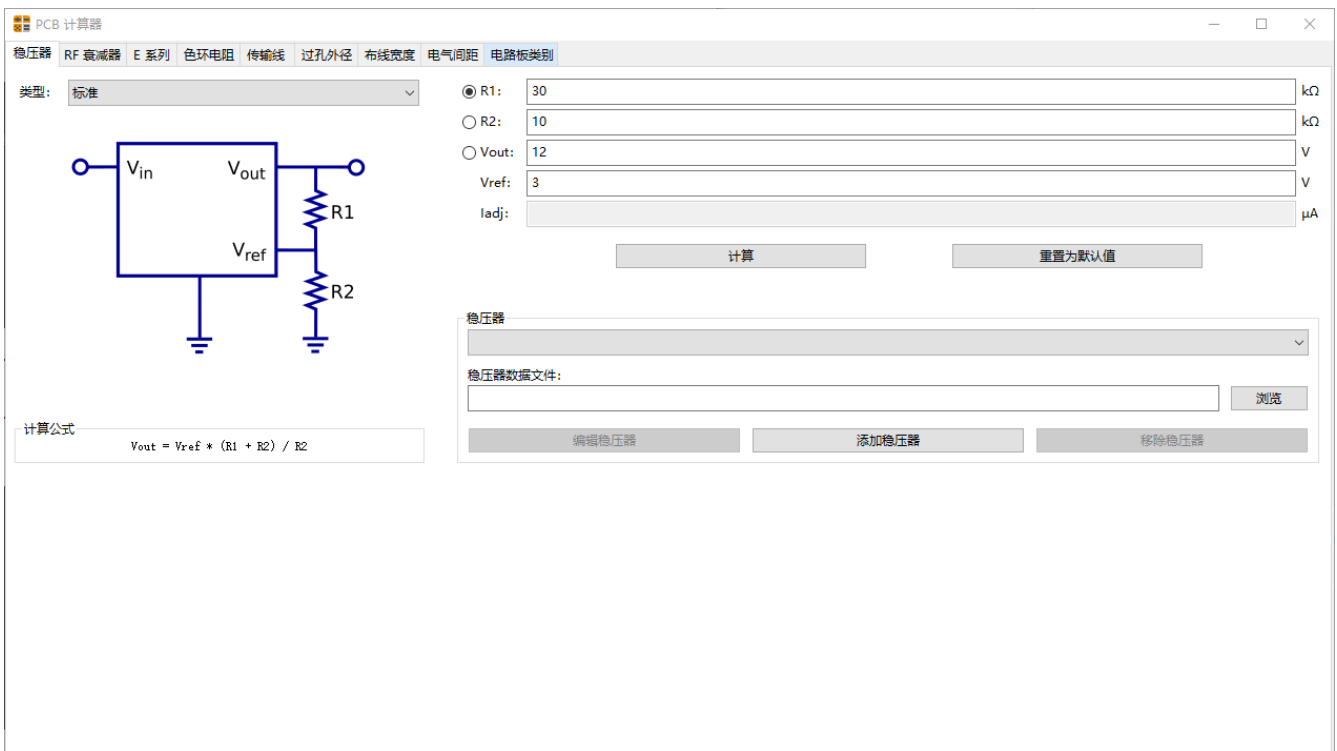 PCB 计算器
稳压器 RF 衰减器 E 系列 色环电阻 传输线 过孔外径 布线宽度 电气间距 电路板类别
类型: 标准
Vin Vout
R1
Vref
R2
计算公式
Vout = Vref * (R1 + R2) / R2
R1: 30 kΩ
R2: 10 kΩ
Vout: 12 V
Vref: 3 V
Iadj: µA
计算 重置为默认值
稳压器
稳压器数据文件:
浏览
编辑稳压器 添加稳压器 移除稳压器